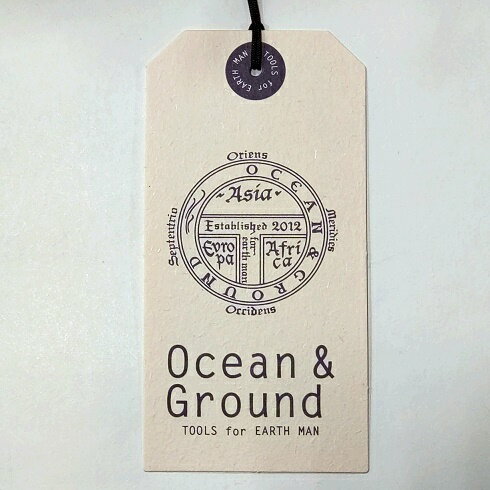 TOOLS for EARTH MAN
Oriens
OCEAN & GROUND
Asia
Septentrio
Meridies
Established 2012
Evro
pa
for
earth man
Afri
ca
Occidens
Ocean &
Ground
TOOLS for EARTH MAN